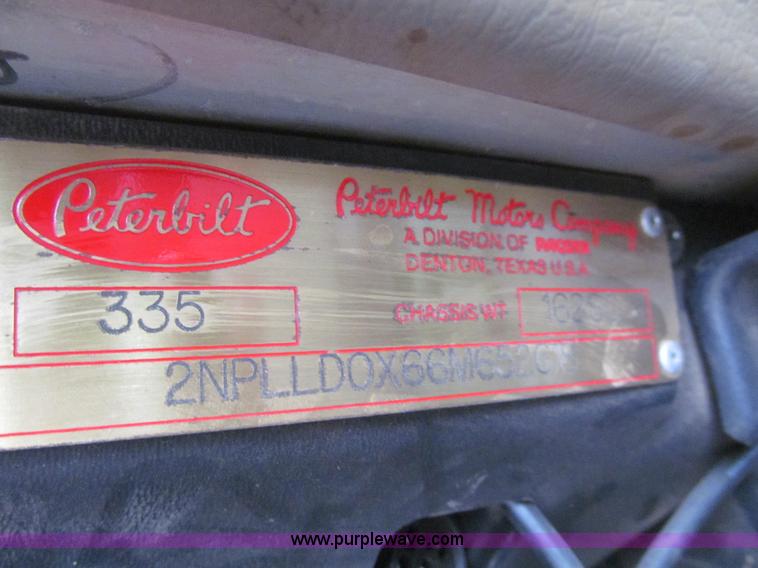 Peterbilt
Peterbilt Motors Company
A DIVISION OF PACCAR
DENTON, TEXAS U.S.A.
335
CHASSIS WT
www.purplewave.com